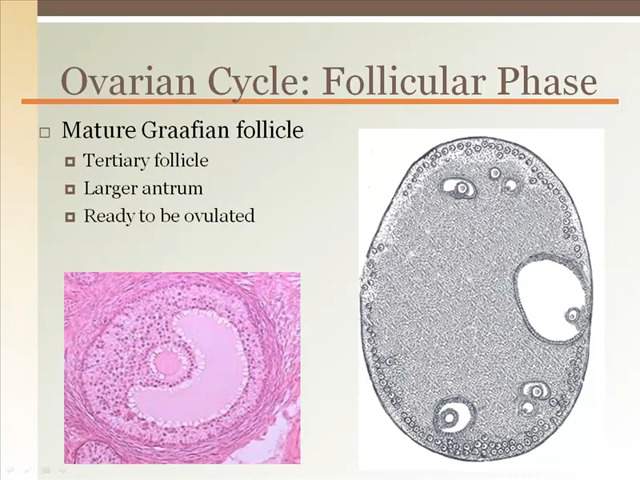 Ovarian Cycle: Follicular Phase
Mature Graafian follicle
Tertiary follicle
Larger antrum
Ready to be ovulated